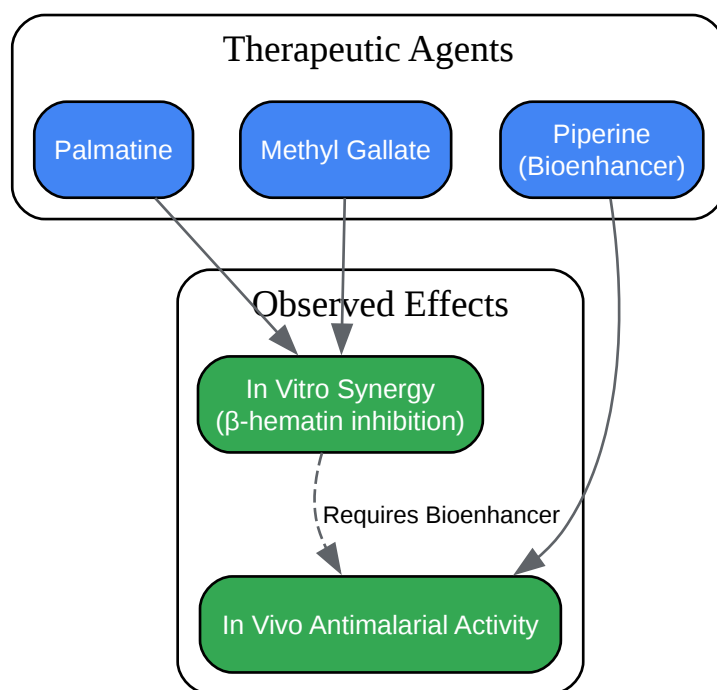 Therapeutic Agents
Palmatine
Methyl Gallate
Piperine
(Bioenhancer)
Observed Effects
In Vitro Synergy
(β-hematin inhibition)
Requires Bioenhancer
In Vivo Antimalarial Activity